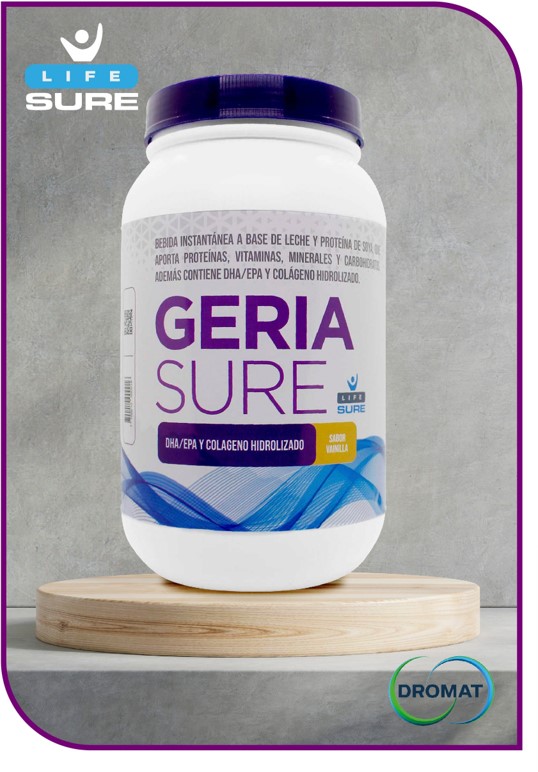 LIFE
SURE
BEBIDA INSTANTÁNEA A BASE DE LECHE Y PROTEÍNA DE SOYA, QUE
APORTA PROTEÍNAS, VITAMINAS, MINERALES Y CARBOHIDRATOS,
ADEMÁS CONTIENE DHA/EPA Y COLÁGENO HIDROLIZADO.
GERIA
SURE
LIFE
SURE
DHA/EPA Y COLAGENO HIDROLIZADO
SABOR
VAINILLA
DROMAT